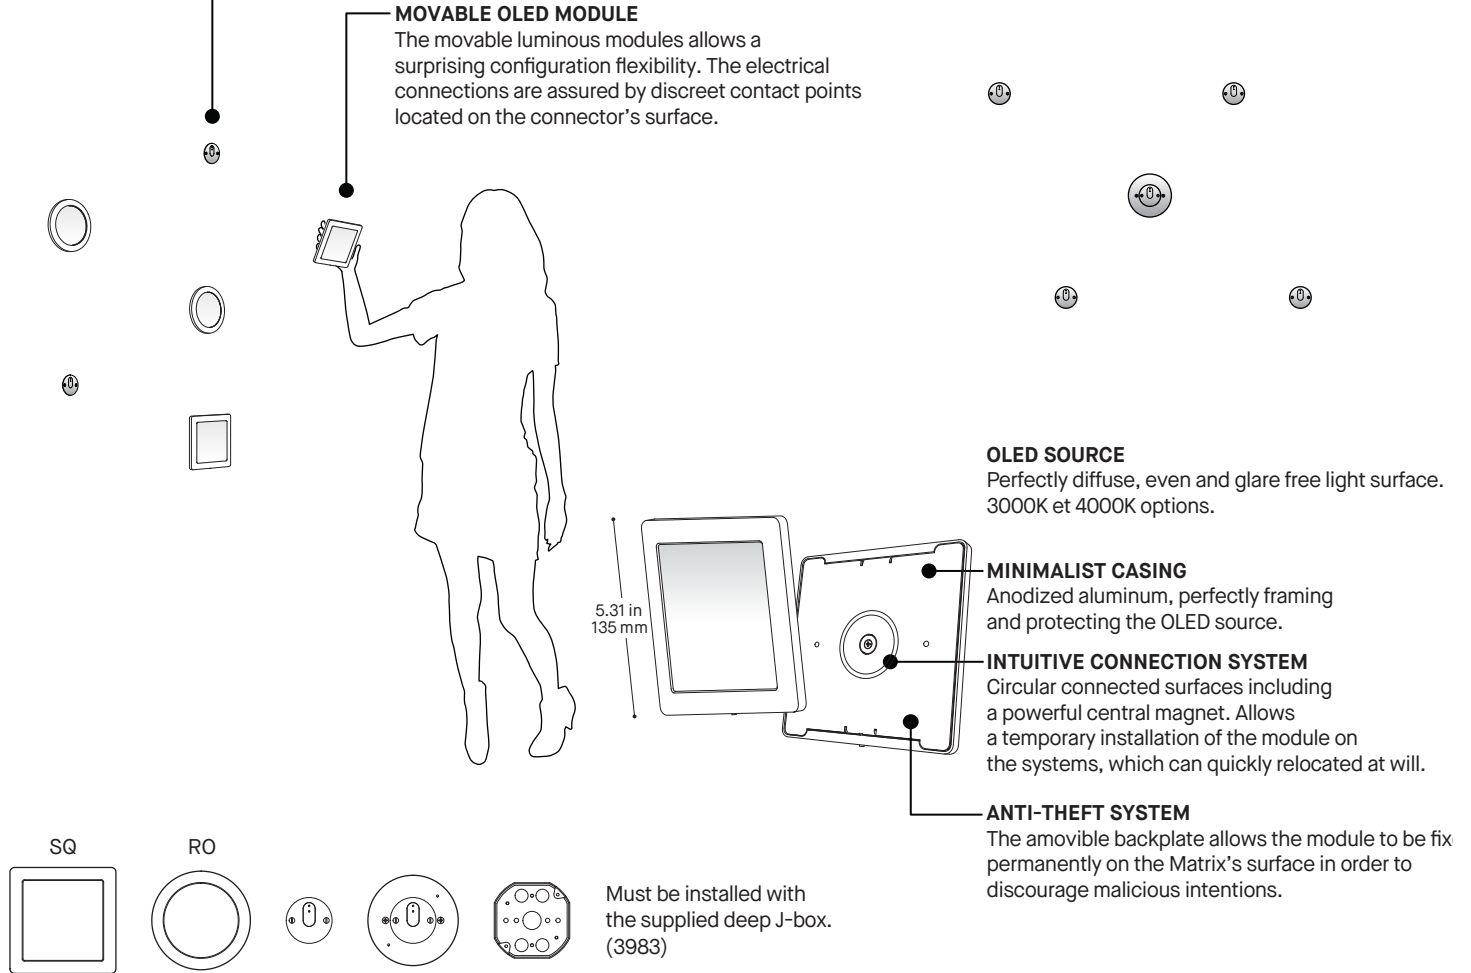 MOVABLE OLED MODULE
The movable luminous modules allows a
surprising configuration flexibility. The electrical
connections are assured by discreet contact points
located on the connector's surface.
OLED SOURCE
Perfectly diffuse, even and glare free light surface.
3000K et 4000K options.
5.31 in
135 mm
MINIMALIST CASING
Anodized aluminum, perfectly framing
and protecting the OLED source.
INTUITIVE CONNECTION SYSTEM
Circular connected surfaces including
a powerful central magnet. Allows
a temporary installation of the module on
the systems, which can quickly relocated at will.
ANTI-THEFT SYSTEM
The amovible backplate allows the module to be fix
permanently on the Matrix's surface in order to
discourage malicious intentions.
SQ
RO
Must be installed with
the supplied deep J-box.
(3983)